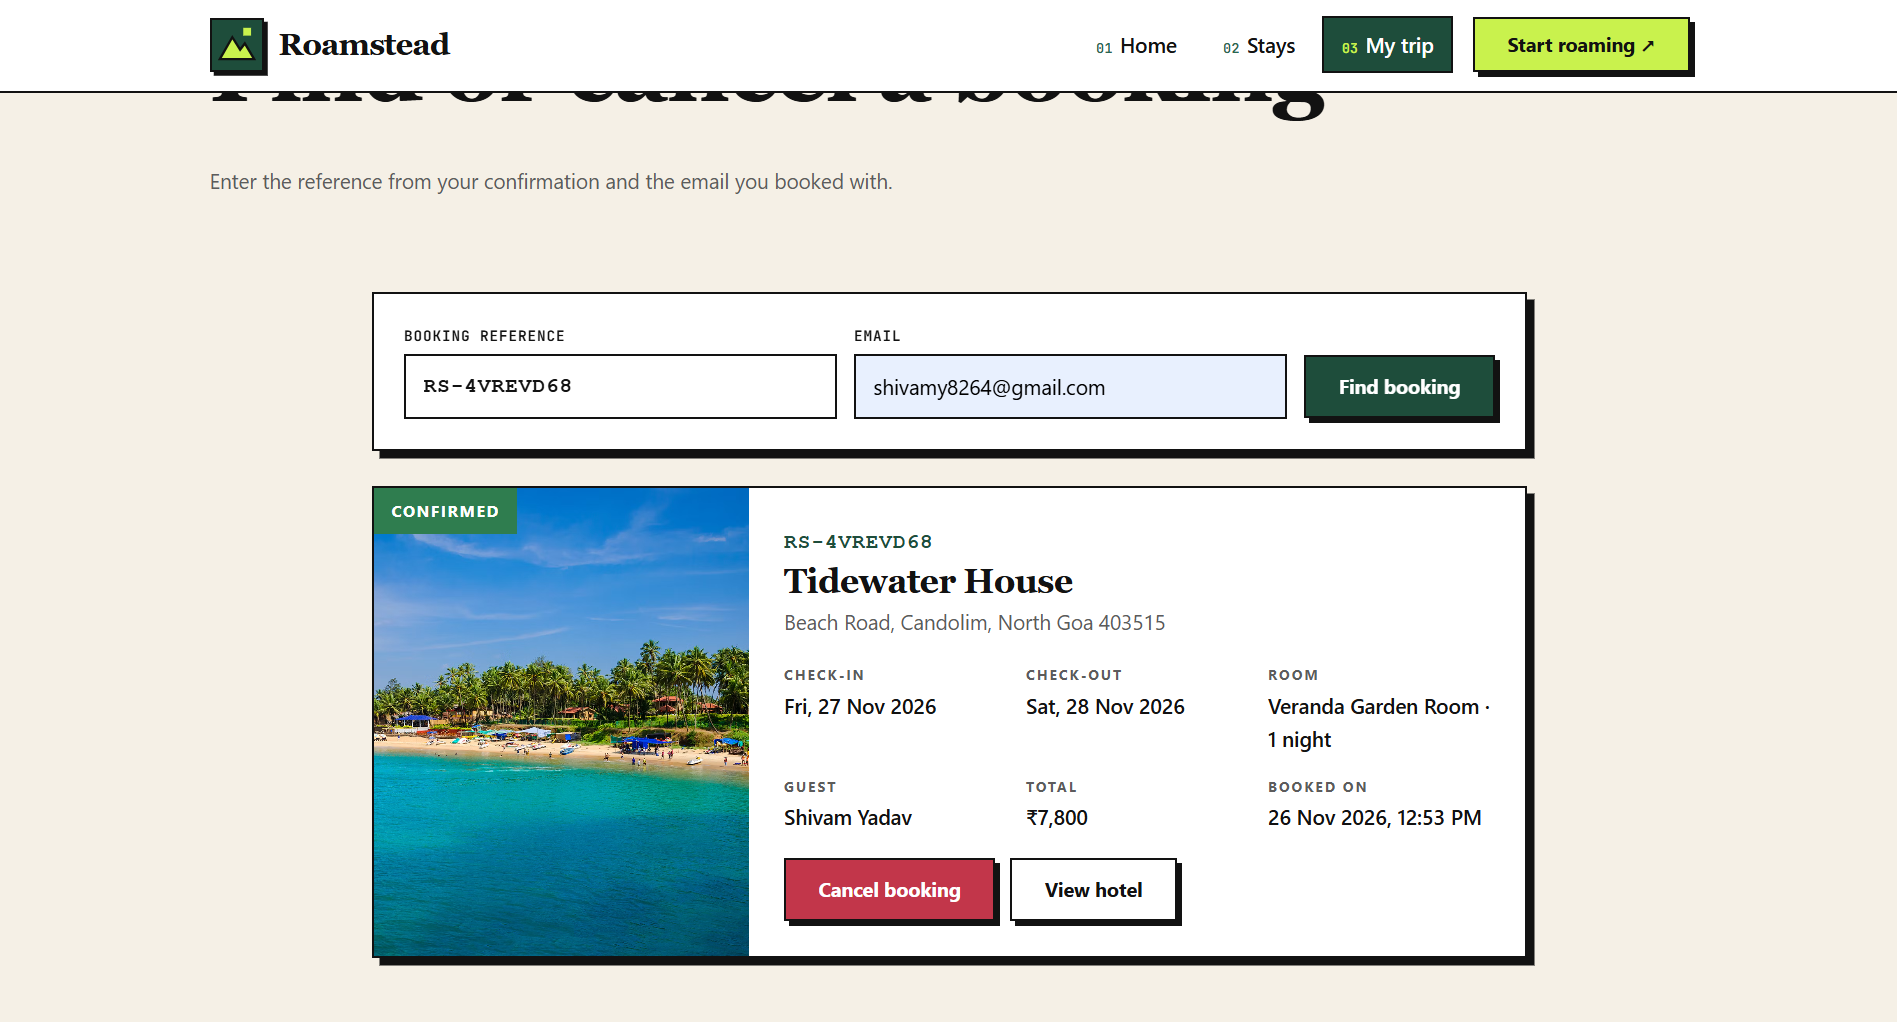 Roamstead
01 Home
02 Stays
03 My trip
Start roaming ↗
Find or cancel a booking
Enter the reference from your confirmation and the email you booked with.
BOOKING REFERENCE
EMAIL
RS-4VREVD68
shivamy8264@gmail.com
Find booking
CONFIRMED
RS-4VREVD68
Tidewater House
Beach Road, Candolim, North Goa 403515
CHECK-IN
CHECK-OUT
ROOM
Fri, 27 Nov 2026
Sat, 28 Nov 2026
Veranda Garden Room ·
1 night
GUEST
TOTAL
BOOKED ON
Shivam Yadav
₹7,800
26 Nov 2026, 12:53 PM
Cancel booking
View hotel